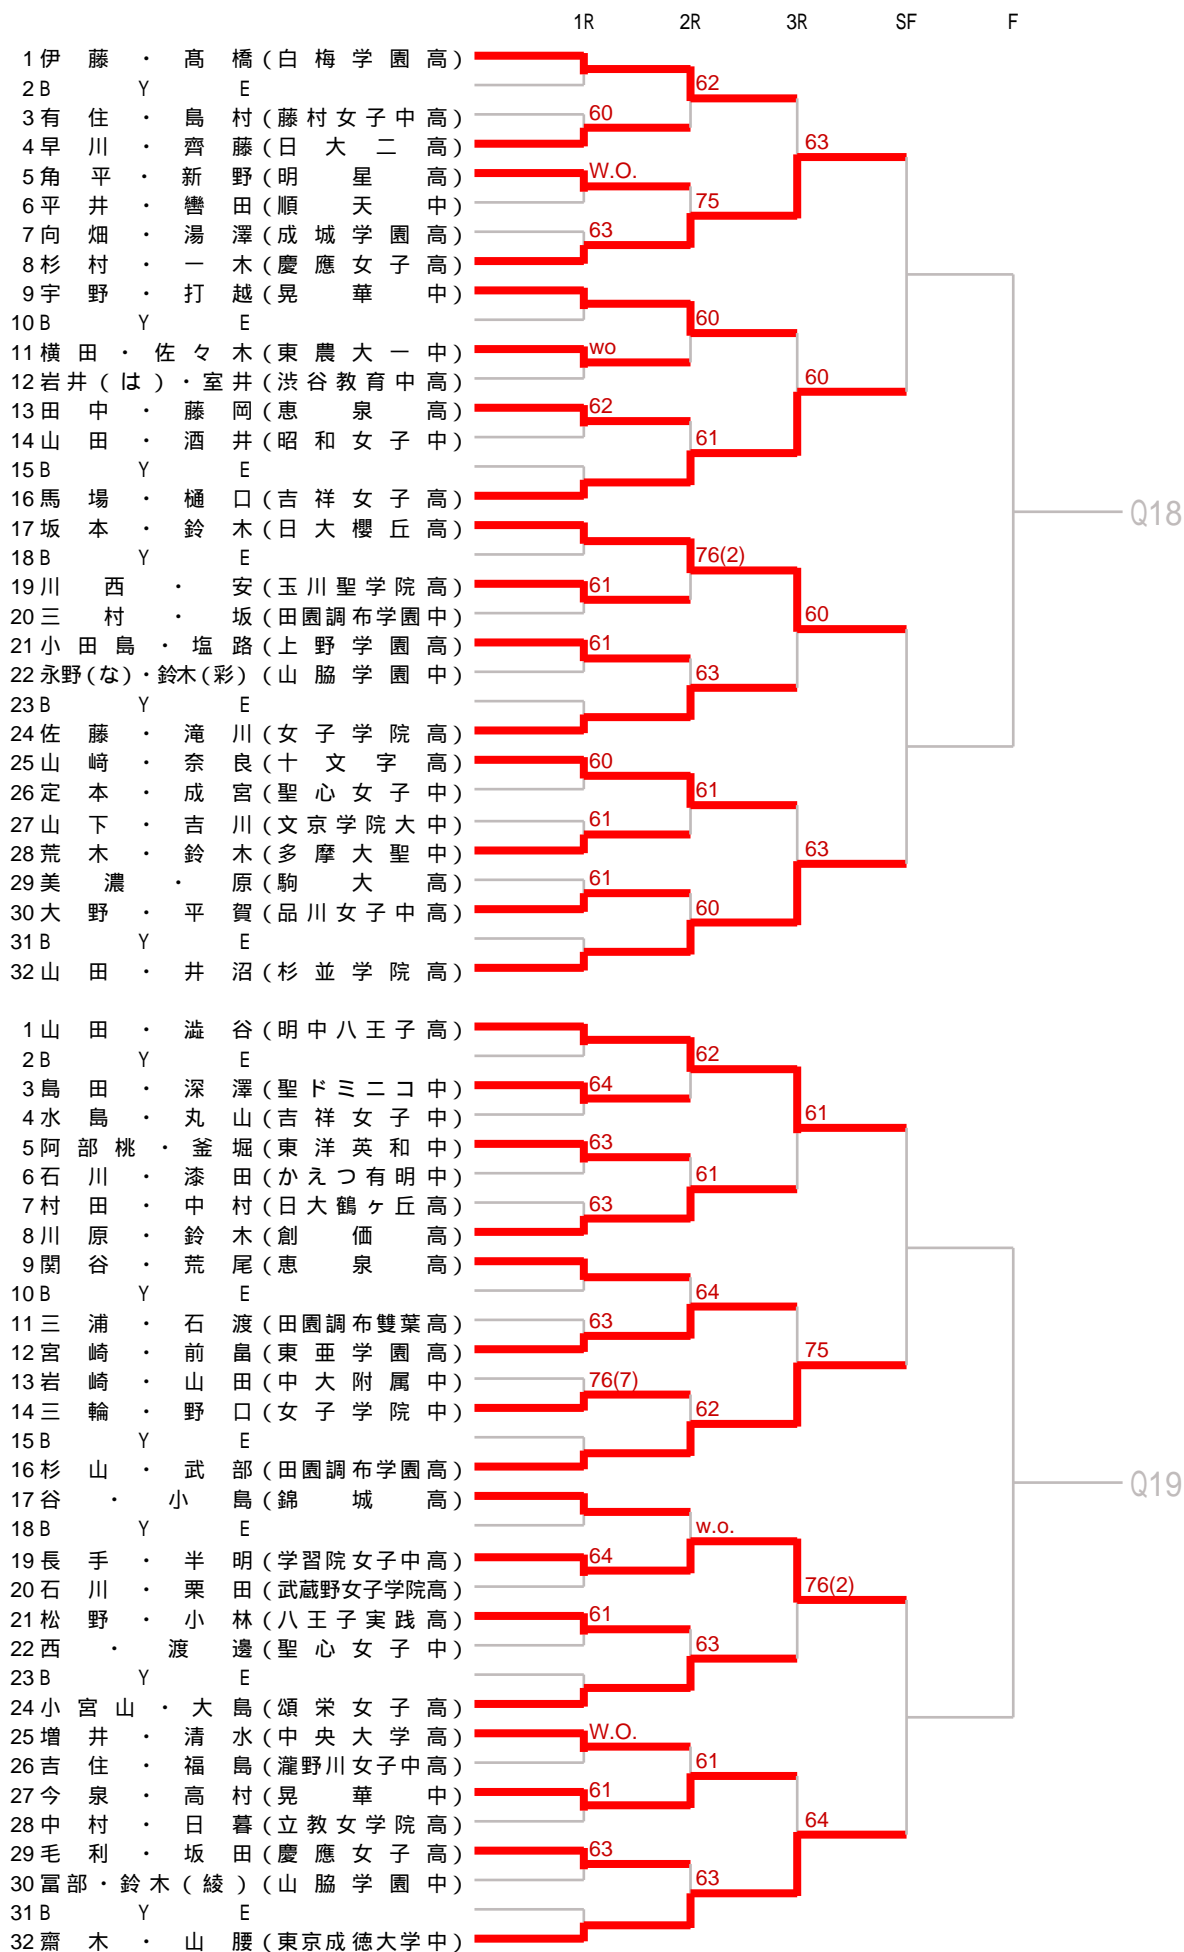 1R 2R 3R SF F
1 伊藤・髙橋(白梅学園高)
2 BYE
62
3 有住・島村(藤村女子中高) 60
4 早川・齊藤(日大二高)
63
5 角平・新野(明星高) W.O.
6 平井・轡田(順天中)
75
7 向畑・湯澤(成城学園高) 63
8 杉村・一木(慶應女子高)
9 宇野・打越(晃華中)
10 BYE
60
11 横田・佐々木(東農大一中) wo
12 岩井(は)・室井(渋谷教育中高)
60
13 田中・藤岡(恵泉高) 62
14 山田・酒井(昭和女子中)
61
15 BYE
16 馬場・樋口(吉祥女子高)
Q18
17 坂本・鈴木(日大櫻丘高)
18 BYE
76(2)
19 川西・安(玉川聖学院高) 61
20 三村・坂(田園調布学園中)
60
21 小田島・塩路(上野学園高) 61
22 永野(な)・鈴木(彩)(山脇学園中)
63
23 BYE
24 佐藤・滝川(女子学院高)
25 山﨑・奈良(十文字高) 60
26 定本・成宮(聖心女子中)
61
27 山下・吉川(文京学院大中) 61
28 荒木・鈴木(多摩大聖中)
63
29 美濃・原(駒大高) 61
30 大野・平賀(品川女子中高)
60
31 BYE
32 山田・井沼(杉並学院高)
1 山田・澁谷(明中八王子高)
2 BYE
62
3 島田・深澤(聖ドミニコ中) 64
4 水島・丸山(吉祥女子中)
61
5 阿部桃・釜堀(東洋英和中) 63
6 石川・漆田(かえつ有明中)
61
7 村田・中村(日大鶴ヶ丘高) 63
8 川原・鈴木(創価高)
9 関谷・荒尾(恵泉高)
10 BYE
64
11 三浦・石渡(田園調布雙葉高) 63
12 宮崎・前畠(東亜学園高)
75
13 岩崎・山田(中大附属中) 76(7)
14 三輪・野口(女子学院中)
62
15 BYE
16 杉山・武部(田園調布学園高)
Q19
17 谷・小島(錦城高)
18 BYE
w.o.
19 長手・半明(学習院女子中高) 64
20 石川・栗田(武蔵野女子学院高)
76(2)
21 松野・小林(八王子実践高) 61
22 西・渡邊(聖心女子中)
63
23 BYE
24 小宮山・大島(頌栄女子高)
25 増井・清水(中央大学高) W.O.
26 吉住・福島(瀧野川女子中高)
61
27 今泉・高村(晃華中) 61
28 中村・日暮(立教女学院高)
64
29 毛利・坂田(慶應女子高) 63
30 冨部・鈴木(綾)(山脇学園中)
63
31 BYE
32 齋木・山腰(東京成徳大学中)